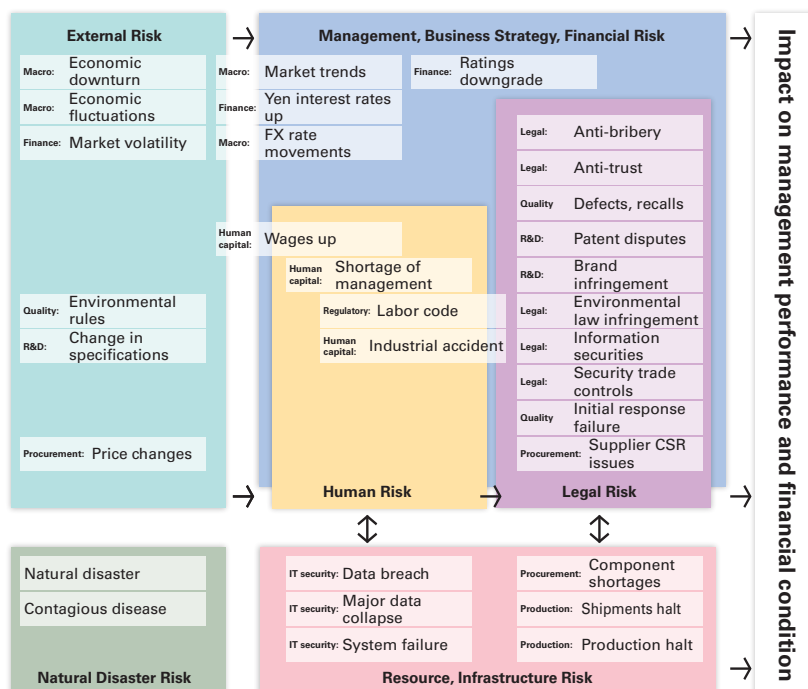 External Risk
Macro: Economic
downturn
Macro: Economic
fluctuations
Finance: Market volatility
Quality: Environmental
rules
R&D: Change in
specifications
Procurement: Price changes
Management, Business Strategy, Financial Risk
Macro: Market trends
Finance: Yen interest rates
up
Macro: FX rate
movements
Finance: Ratings
downgrade
Human
capital: Wages up
Human
capital: Shortage of
management
Regulatory: Labor code
Human
capital: Industrial accident
Human Risk
Legal: Anti-bribery
Legal: Anti-trust
Quality Defects, recalls
R&D: Patent disputes
R&D: Brand
infringement
Legal: Environmental
law infringement
Legal: Information
securities
Legal: Security trade
controls
Quality Initial response
failure
Procurement: Supplier CSR
issues
Legal Risk
Natural disaster
Contagious disease
Natural Disaster Risk
IT security: Data breach
IT security: Major data
collapse
IT security: System failure
Procurement: Component
shortages
Production: Shipments halt
Production: Production halt
Resource, Infrastructure Risk
Impact on management performance and financial condition